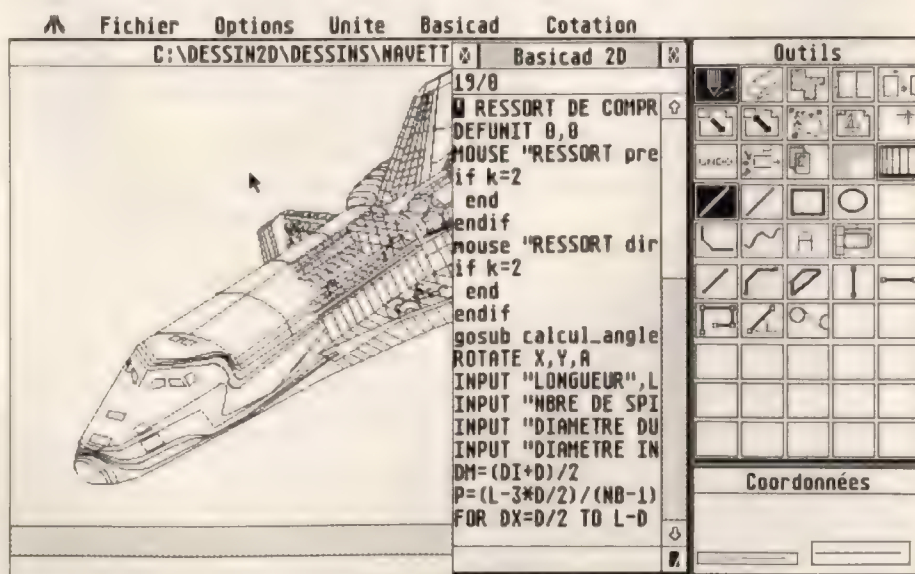 Fichier Options Unite Basicad Cotation
C:\DESSIN2D\DESSINS\NAVETT
Basicad 2D
19/0
RESSORT DE COMPR
DEFUNIT 0,0
MOUSE "RESSORT pre
if k=2
end
endif
mouse "RESSORT dir
if k=2
end
endif
gosub calcul_angle
ROTATE X,Y,A
INPUT "LONGUEUR",L
INPUT "NBRE DE SPI
INPUT "DIAMETRE DU
INPUT "DIAMETRE IN
DM=(DI+D)/2
P=(L-3*D/2)/(NB-1)
FOR DX=D/2 TO L-D
Outils
UNDO
Coordonnées